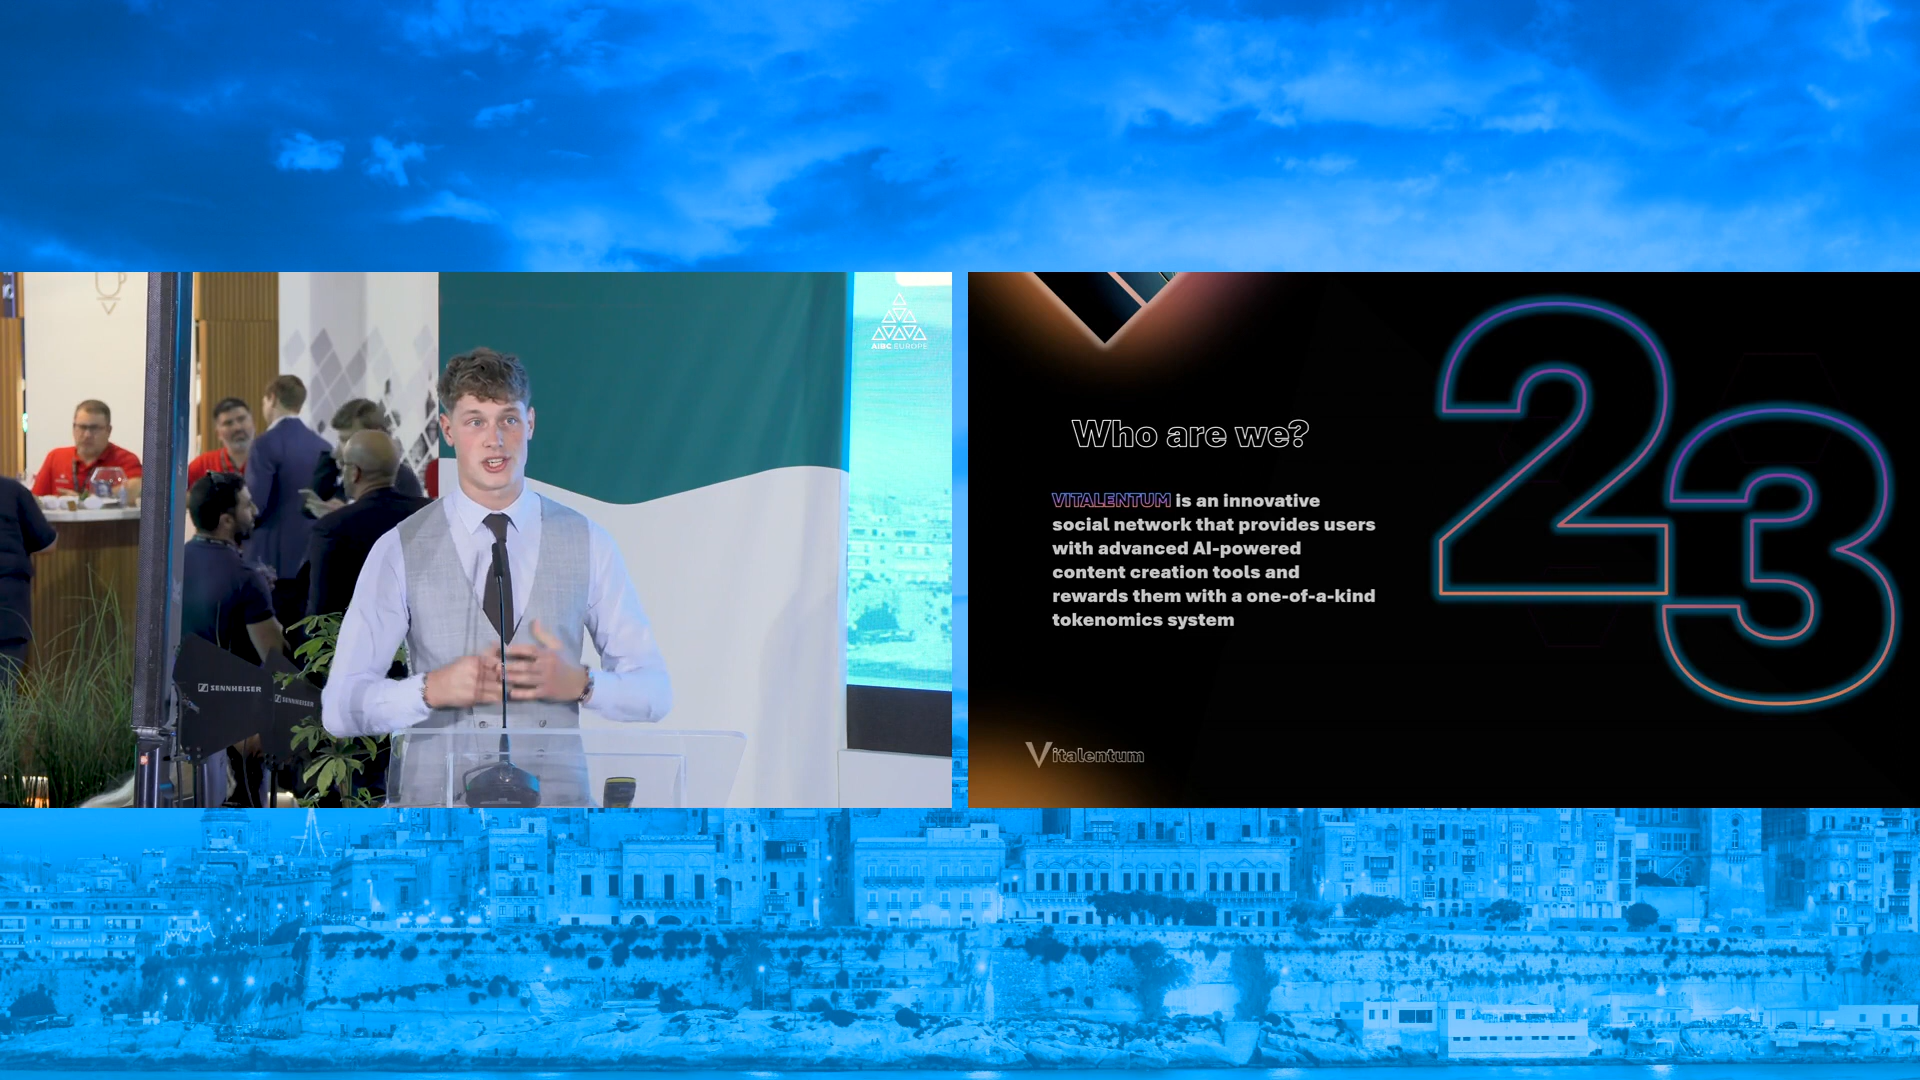 AIBC EUROPE
SENNHEISER
SENNHEISER
Who are we?
VITALENTUM is an innovative
social network that provides users
with advanced AI-powered
content creation tools and
rewards them with a one-of-a-kind
tokenomics system
23
Vitalentum